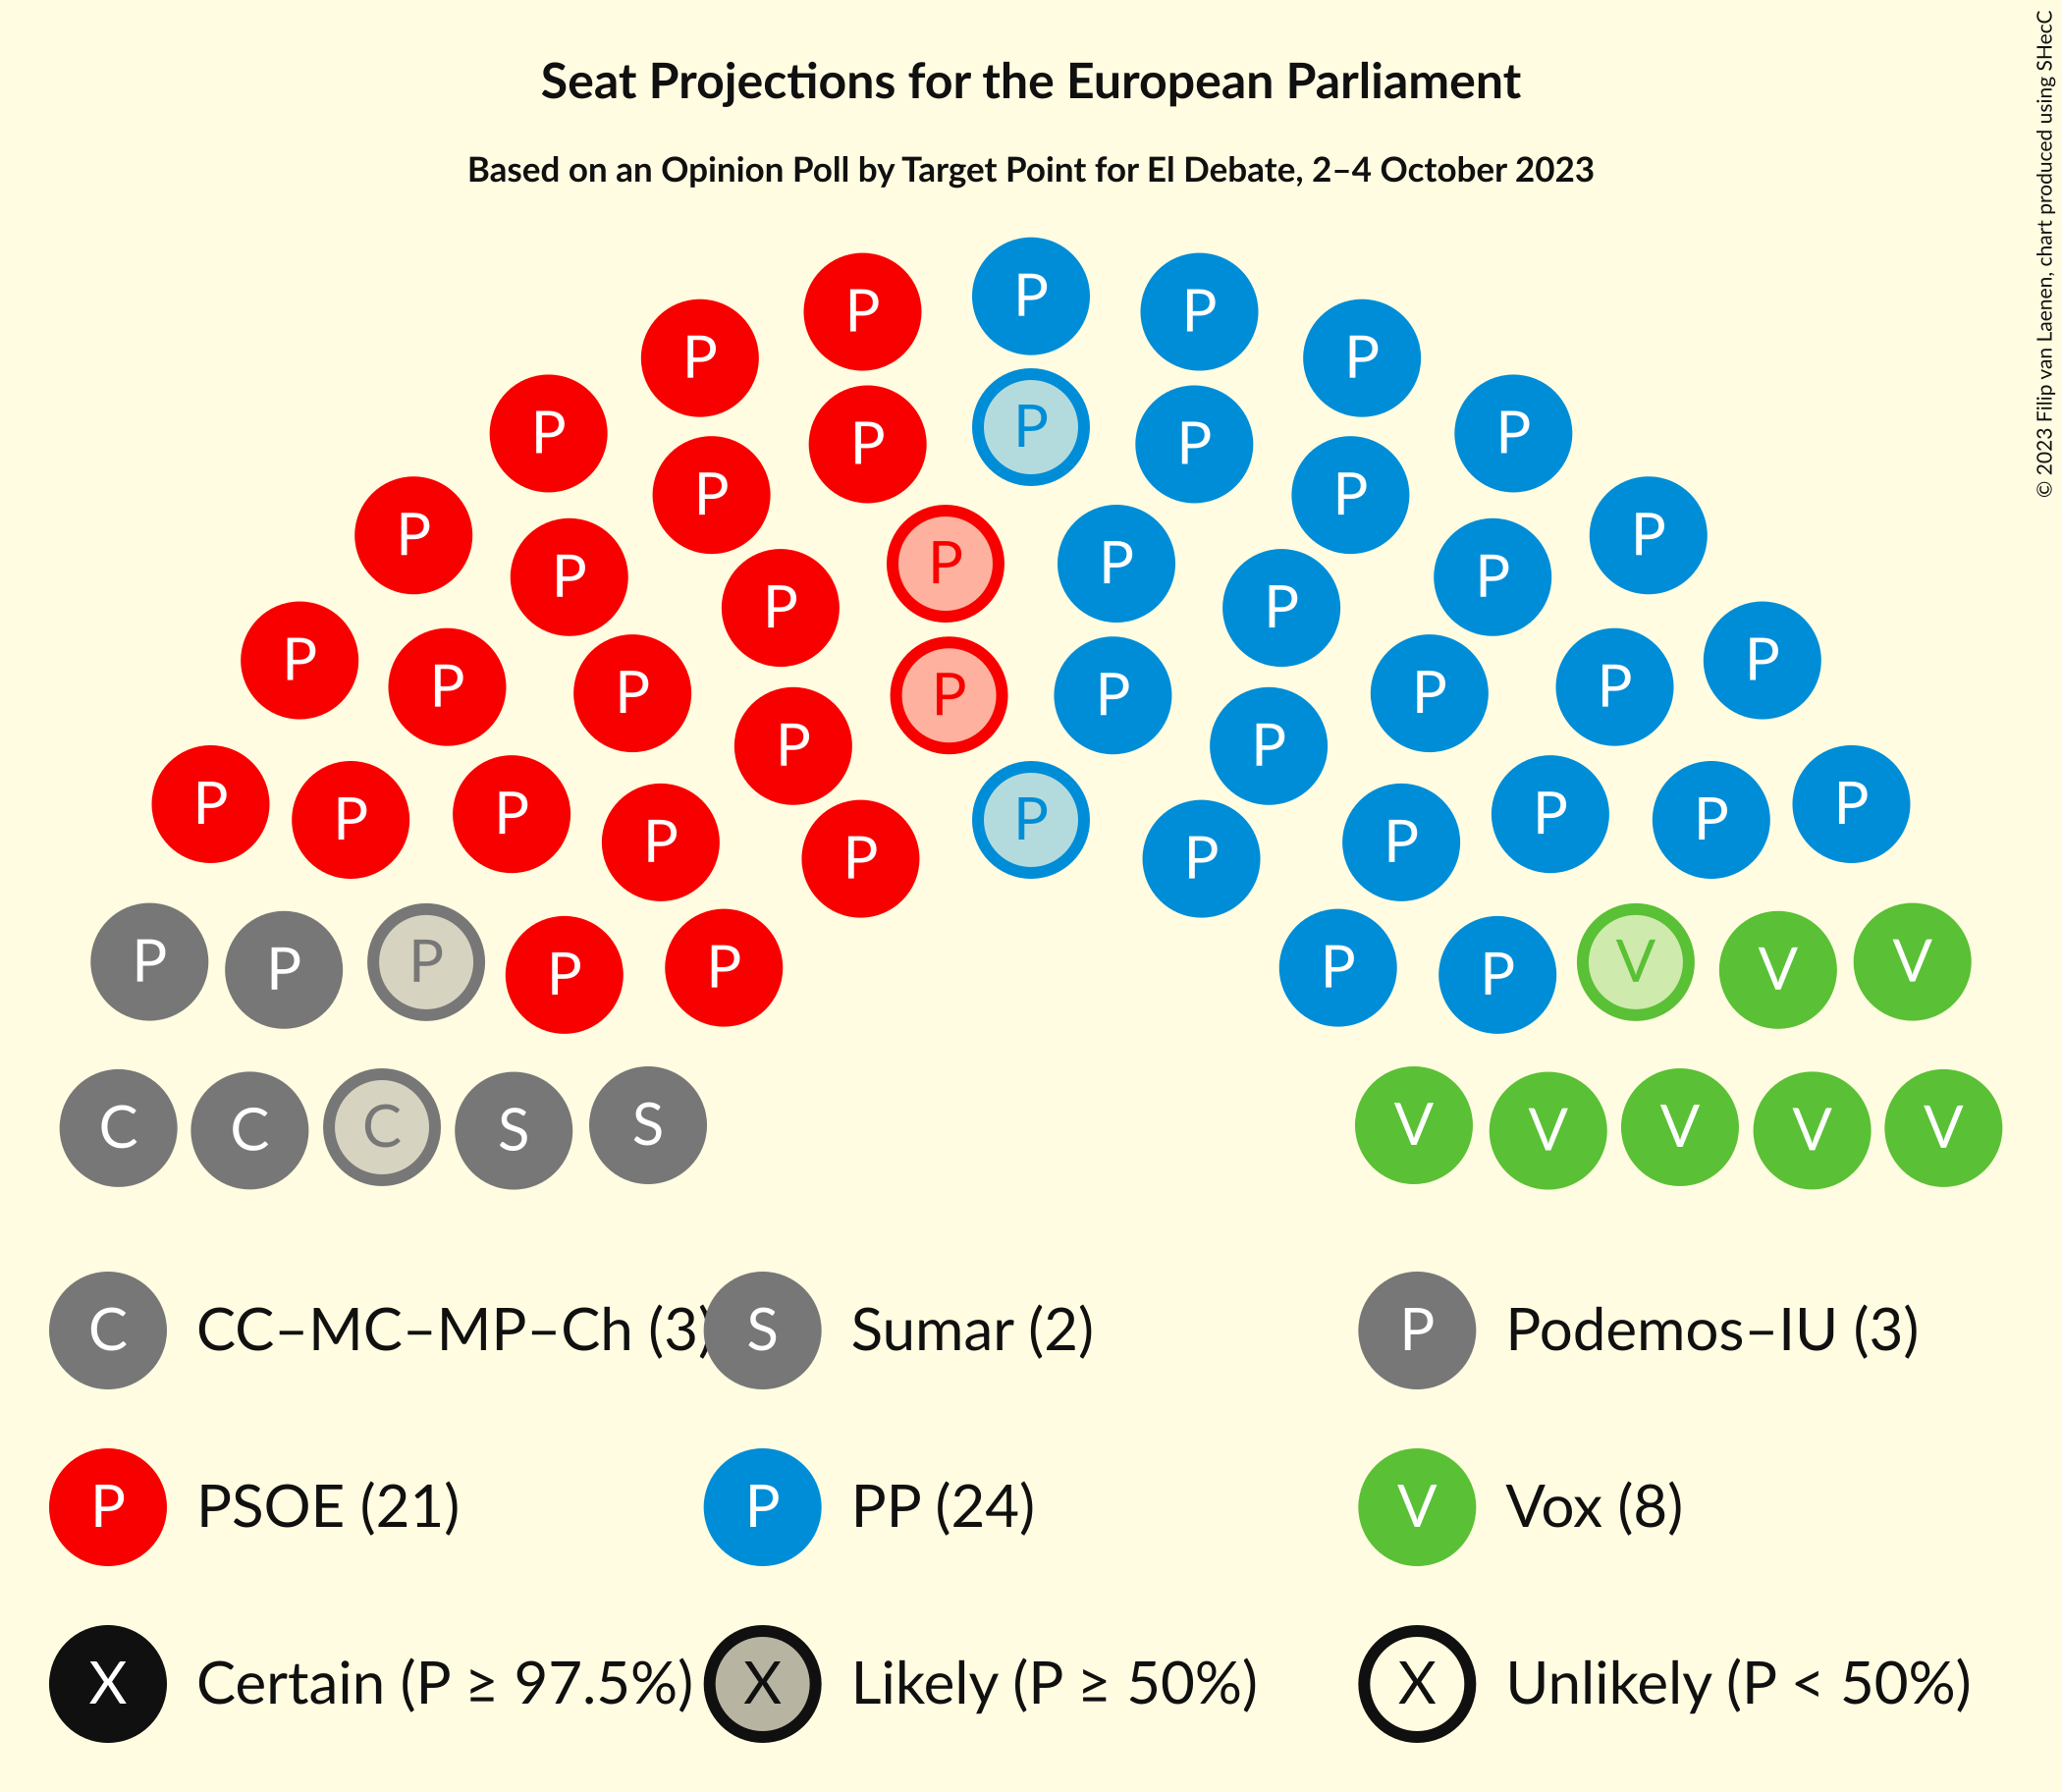 Seat Projections for the European Parliament
Based on an Opinion Poll by Target Point for El Debate, 2–4 October 2023
© 2023 Filip van Laenen, chart produced using SHecC
P P P
P P
P P P
P P P P
P P
P P P P
P P P P
P P P P
P P P P
P P P P
P P
P P P P
P P P P
P P P
P P P P
P P P P P P V V V
P P P P
C C C S S V V V V V
C CC–MC–MP–Ch (3) S Sumar (2) P Podemos–IU (3)
P PSOE (21) P PP (24) V Vox (8)
X Certain (P ≥ 97.5%) X Likely (P ≥ 50%) X Unlikely (P < 50%)